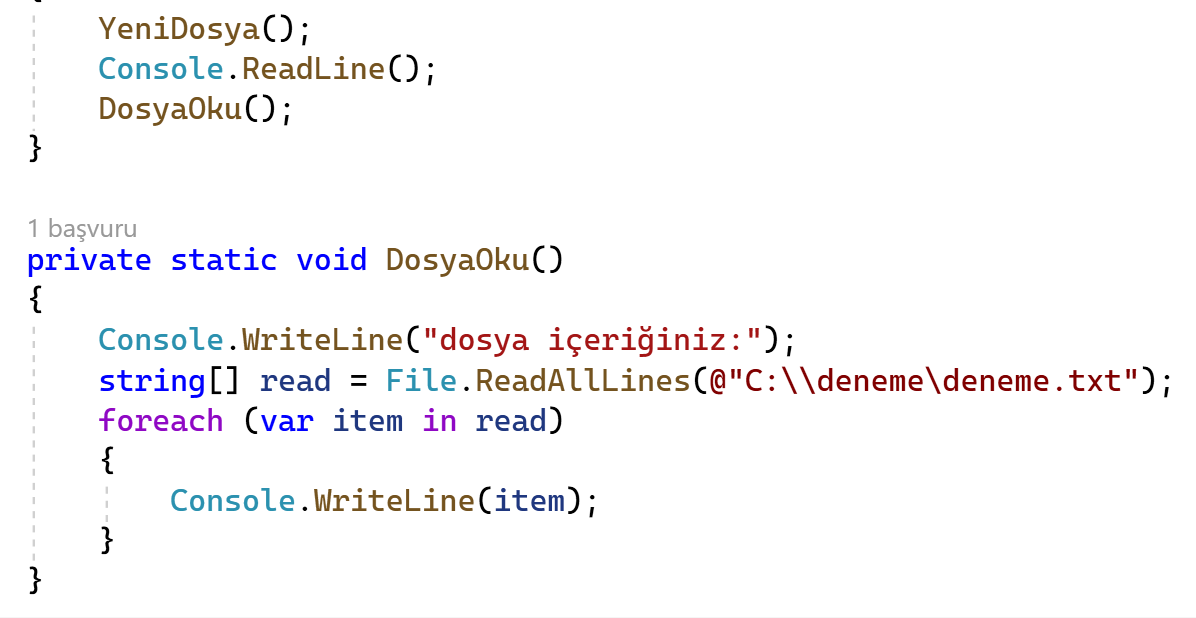 YeniDosya();
Console.ReadLine();
DosyaOku();
}
1 başvuru
private static void DosyaOku()
{
Console.WriteLine("dosya içeriğiniz:");
string[] read = File.ReadAllLines(@"C:\\deneme\deneme.txt");
foreach (var item in read)
{
Console.WriteLine(item);
}
}